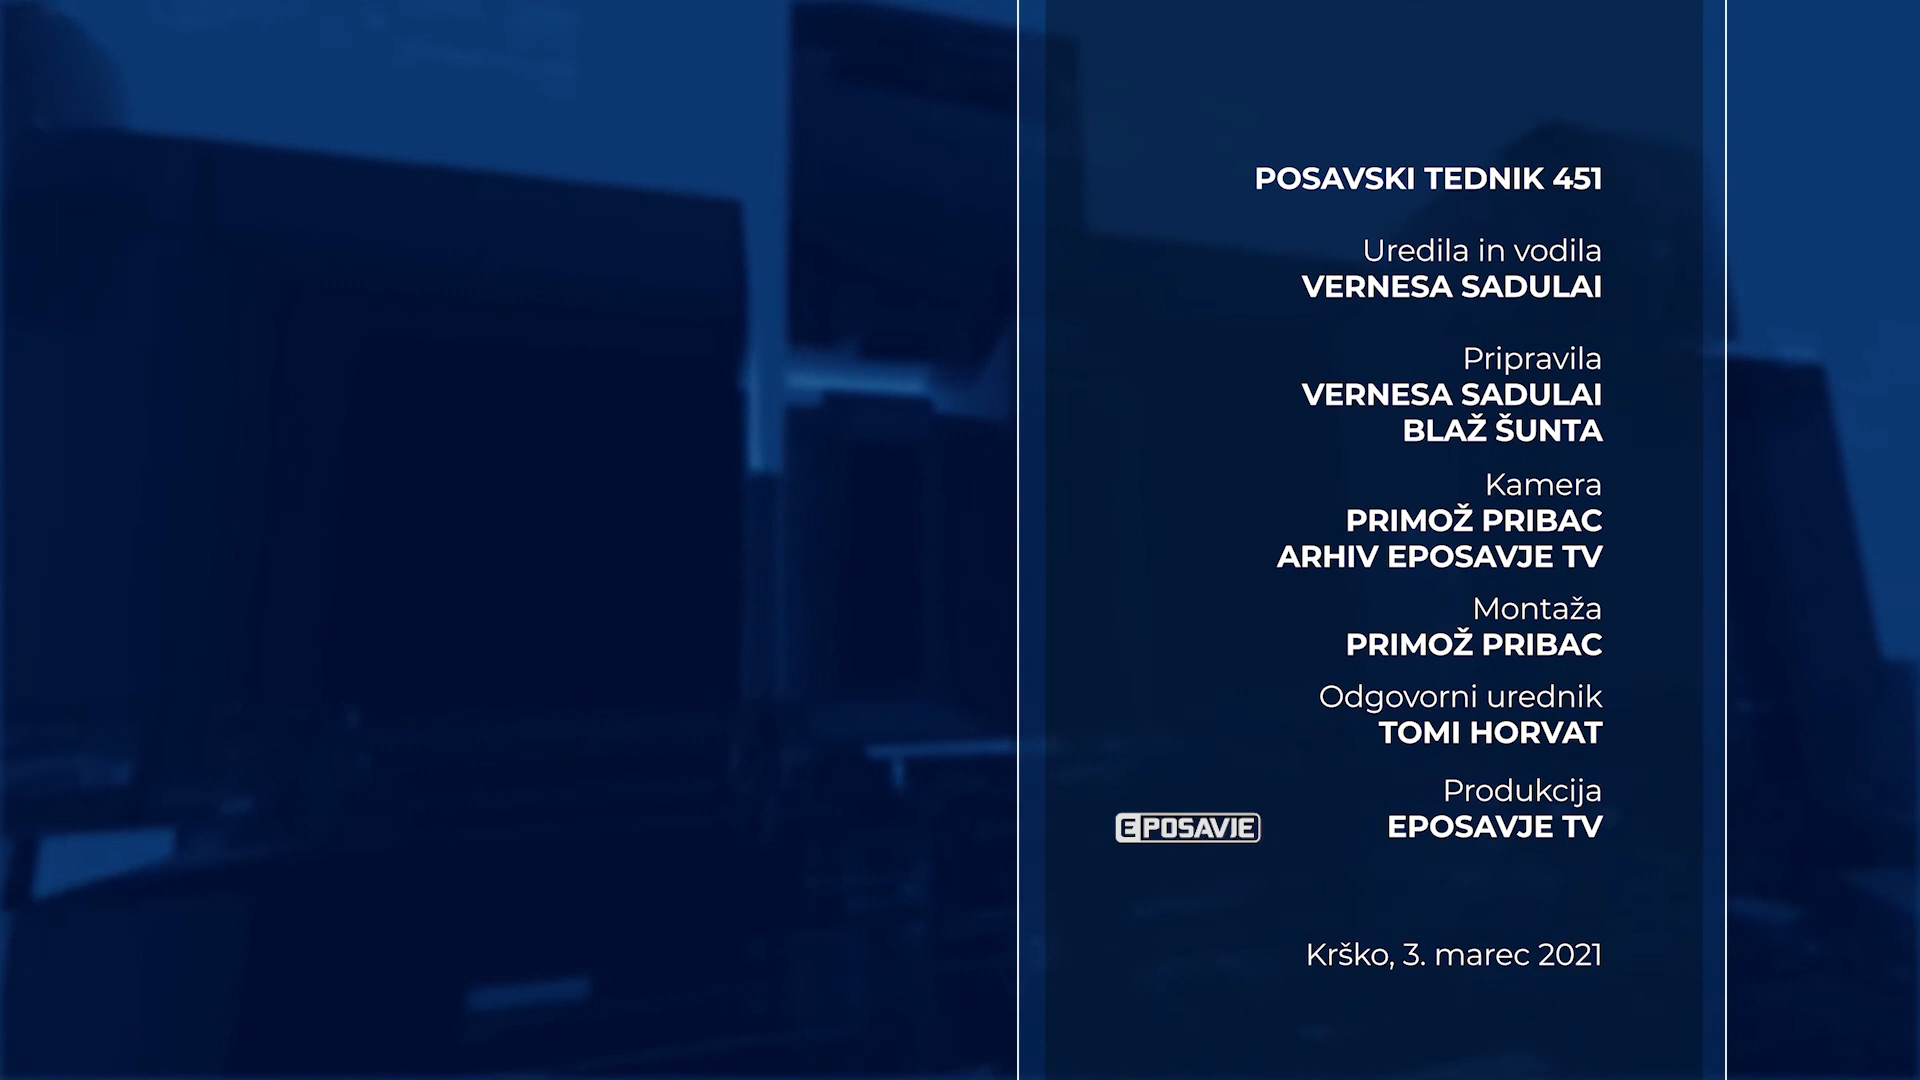 POSAVSKI TEDNIK 451
Uredila in vodila
VERNESA SADULAI
Pripravila
VERNESA SADULAI
BLAŽ ŠUNTA
Kamera
PRIMOŽ PRIBAC
ARHIV EPOSAVJE TV
Montaža
PRIMOŽ PRIBAC
Odgovorni urednik
TOMI HORVAT
Produkcija
EPOSAVJE EPOSAVJE TV
Krško, 3. marec 2021